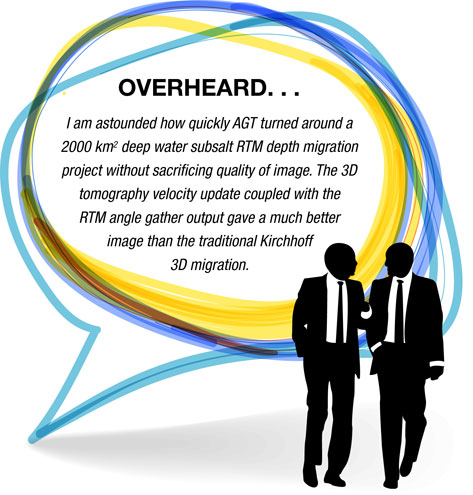 OVERHEARD. . .
I am astounded how quickly AGT turned around a
2000 km² deep water subsalt RTM depth migration
project without sacrificing quality of image. The 3D
tomography velocity update coupled with the
RTM angle gather output gave a much better
image than the traditional Kirchhoff
3D migration.